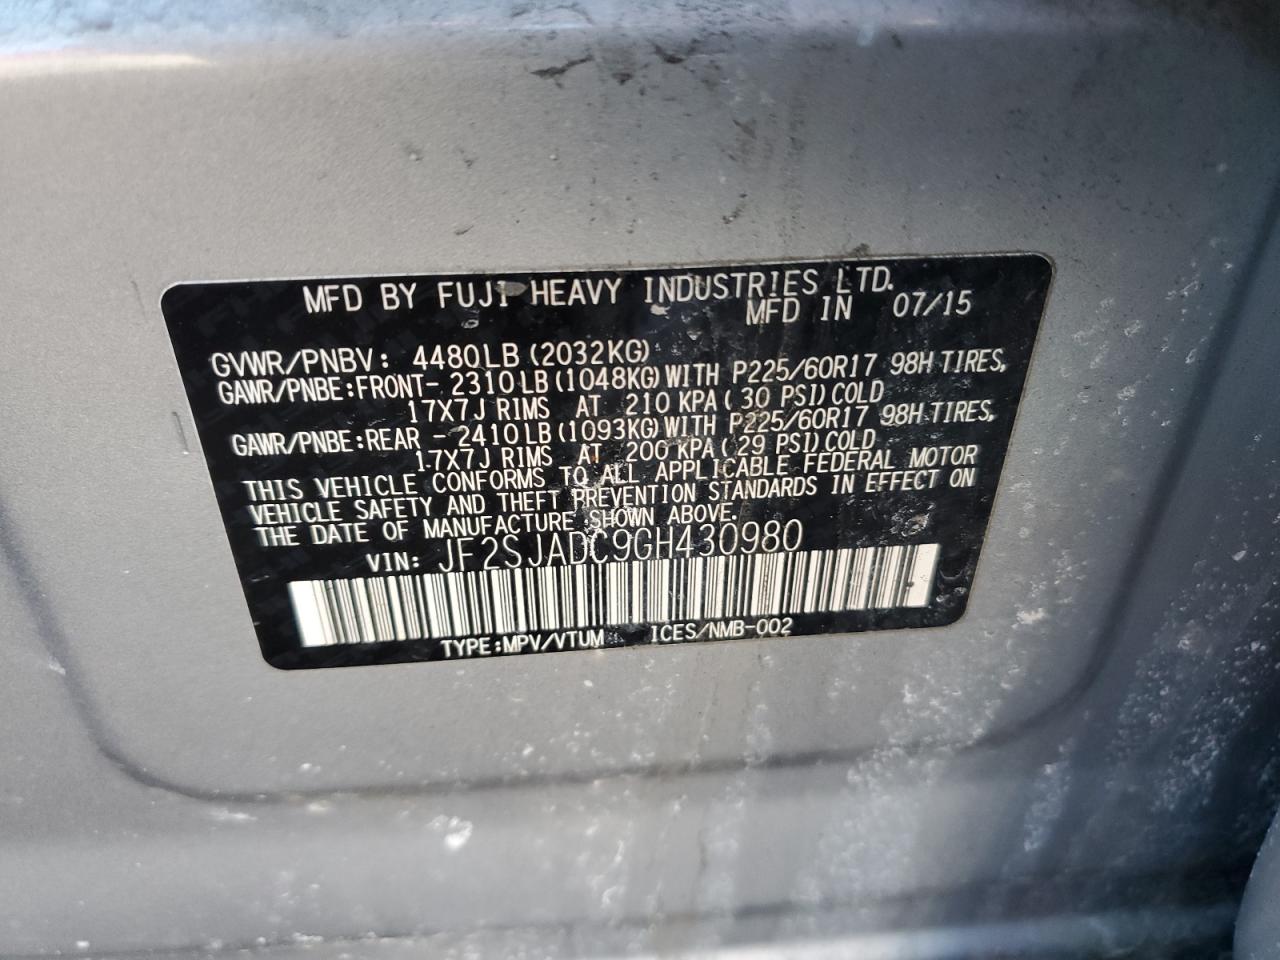 MFD BY FUJI HEAVY INDUSTRIES LTD.
MFD IN 07/15
GVWR/PNBV: 4480LB (2032KG)
GAWR/PNBE:FRONT- 2310LB (1048KG) WITH P225/60R17 98H TIRES,
17X7J RIMS AT 210 KPA ( 30 PSI) COLD
GAWR/PNBE:REAR - 2410LB (1093KG) WITH P225/60R17 98H TIRES,
17X7J RIMS AT 200 KPA ( 29 PSI) COLD
THIS VEHICLE CONFORMS TO ALL APPLICABLE FEDERAL MOTOR
VEHICLE SAFETY AND THEFT PREVENTION STANDARDS IN EFFECT ON
THE DATE OF MANUFACTURE SHOWN ABOVE.
VIN: JF2SJADC9GH430980
TYPE:MPV/VTUM ICES/NMB-002